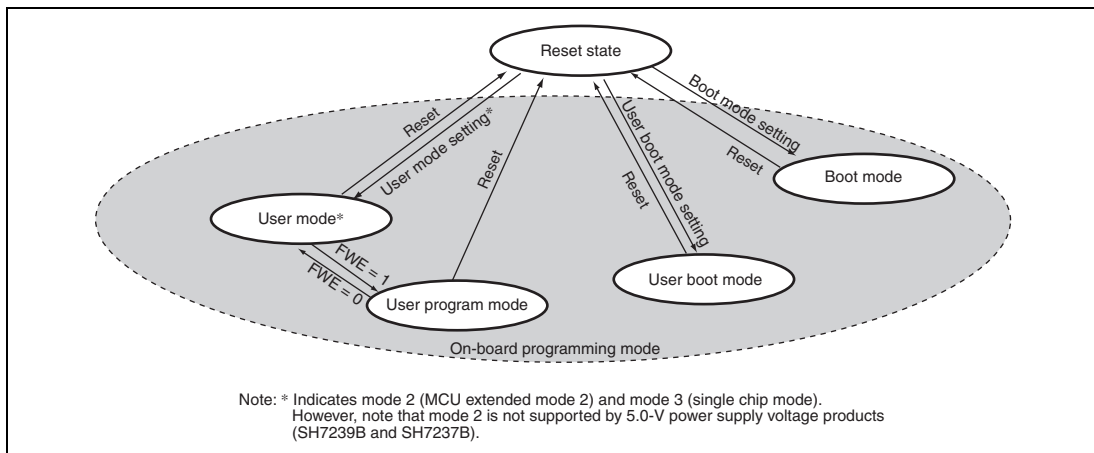 Reset state
Reset
User mode setting*
Reset
User boot mode setting
Reset
Boot mode setting
Reset
Boot mode
User mode*
FWE = 1
FWE = 0
User program mode
User boot mode
On-board programming mode
Note: * Indicates mode 2 (MCU extended mode 2) and mode 3 (single chip mode).
However, note that mode 2 is not supported by 5.0-V power supply voltage products
(SH7239B and SH7237B).